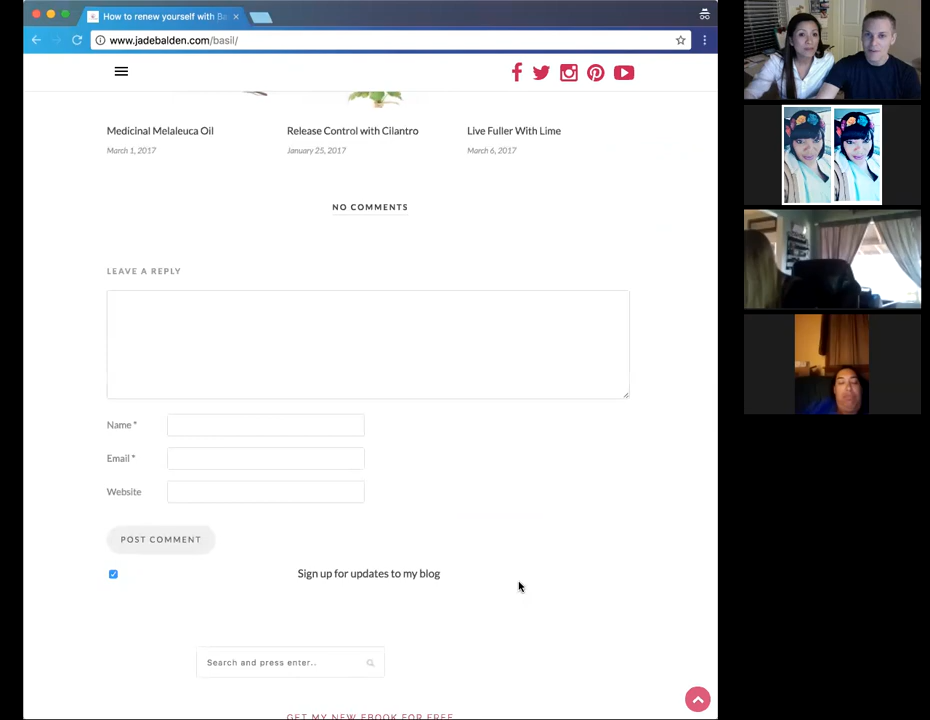 How to renew yourself with Ba
www.jadebalden.com/basil/
Medicinal Melaleuca Oil
March 1, 2017
Release Control with Cilantro
January 25, 2017
Live Fuller With Lime
March 6, 2017
NO COMMENTS
LEAVE A REPLY
Name *
Email *
Website
POST COMMENT
Sign up for updates to my blog
Search and press enter..
GET MY NEW EBOOK FOR FREE